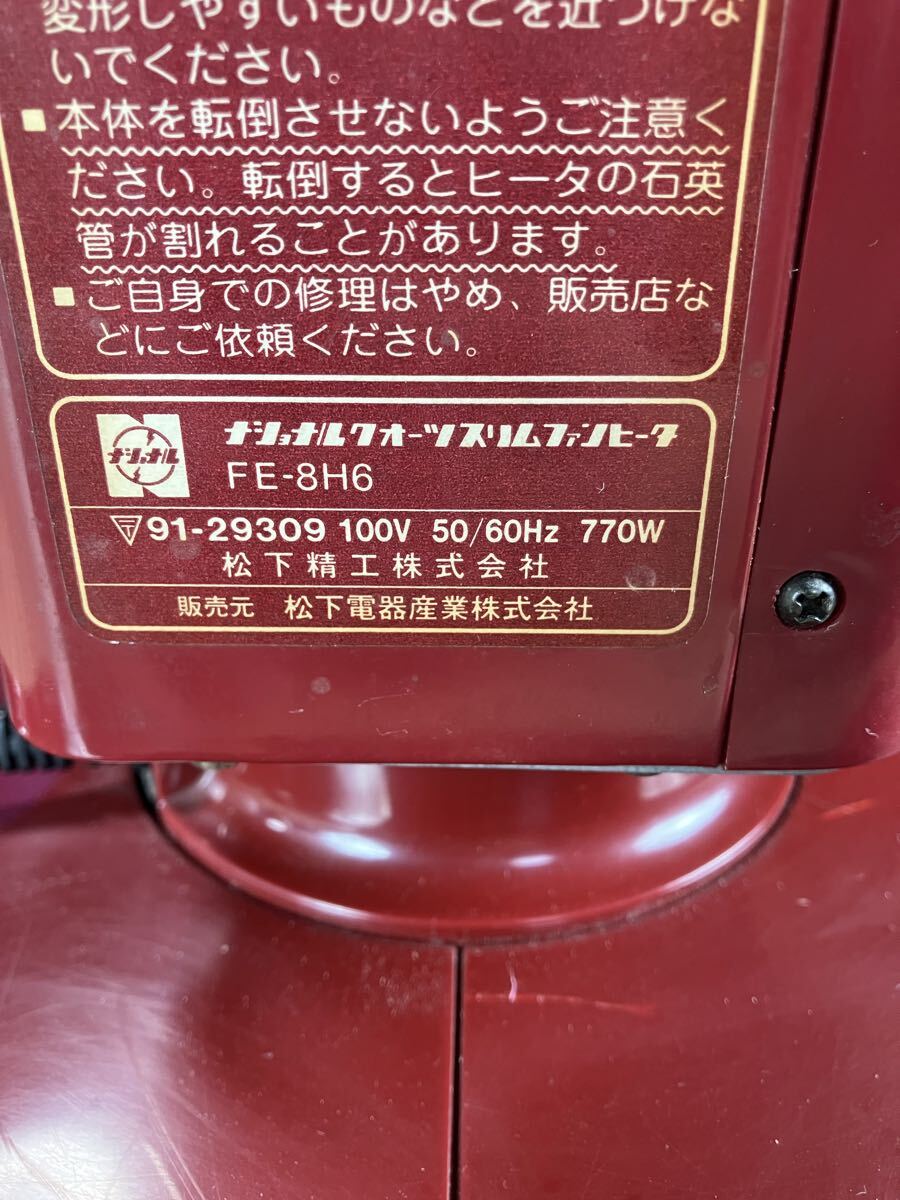 変形しやすいものなどを近づけな
いでください。
■本体を転倒させないようご注意く
ださい。転倒するとヒータの石英
管が割れることがあります。
■ご自身での修理はやめ、販売店な
どにご依頼ください。
ナショナル
ナショナルクオーツスリムファンヒータ
FE-8H6
〒91-29309 100V 50/60Hz 770W
松下精工株式会社
販売元 松下電器産業株式会社